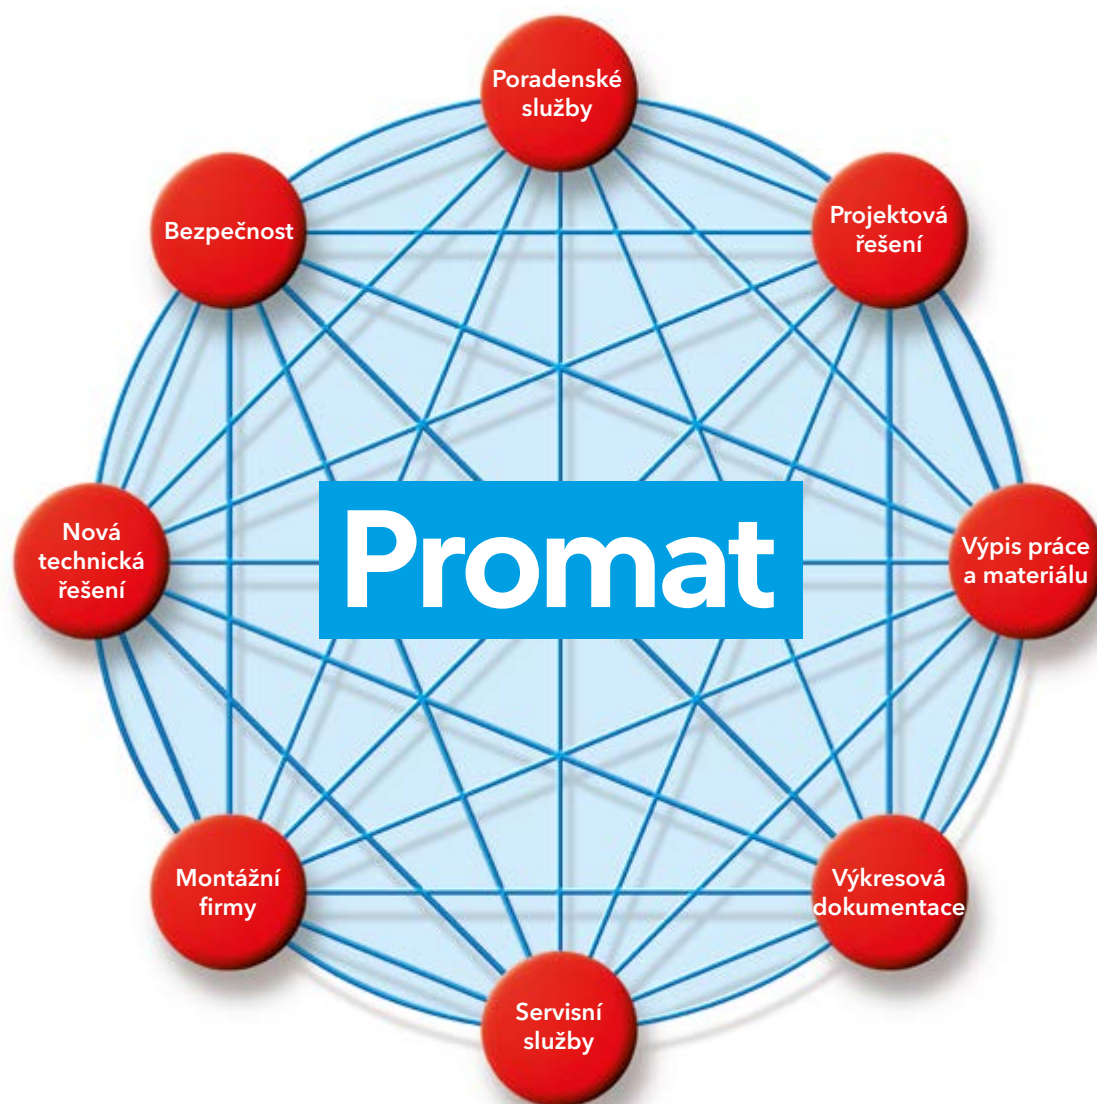 Poradenské
služby
Projektová
řešení
Bezpečnost
Promat
Nová
technická
řešení
Výpis práce
a materiálu
Montážní
firmy
Výkresová
dokumentace
Servisní
služby